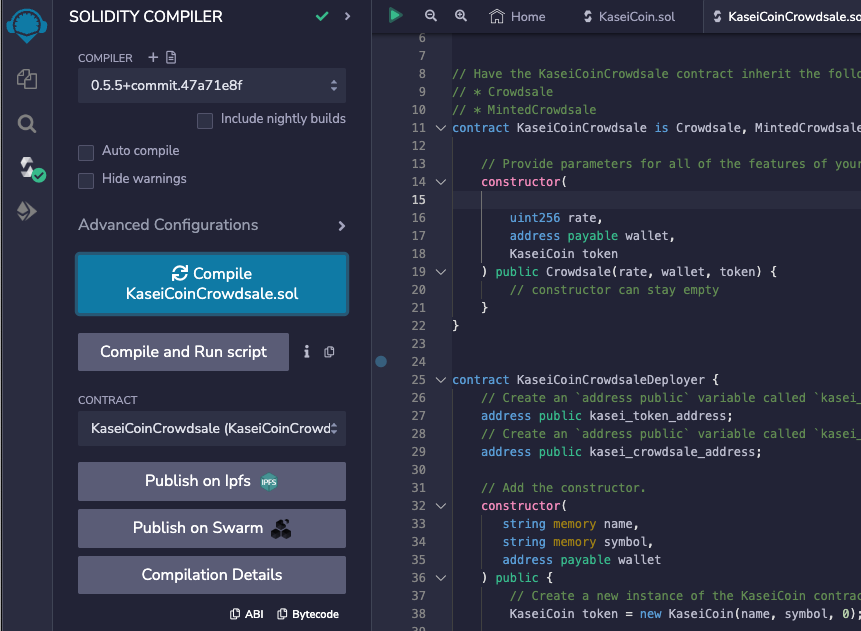 SOLIDITY COMPILER
COMPILER
0.5.5+commit.47a71e8f
Include nightly builds
Auto compile
Hide warnings
Advanced Configurations
Compile
KaseiCoinCrowdsale.sol
Compile and Run script
CONTRACT
KaseiCoinCrowdsale (KaseiCoinCrowd
Publish on Ipfs IPFS
Publish on Swarm
Compilation Details
ABI Bytecode
Home KaseiCoin.sol KaseiCoinCrowdsale.so
6
7
8 // Have the KaseiCoinCrowdsale contract inherit the follo
9 // * Crowdsale
10 // * MintedCrowdsale
11 contract KaseiCoinCrowdsale is Crowdsale, MintedCrowdsale
12
13 // Provide parameters for all of the features of your
14 constructor(
15
16 uint256 rate,
17 address payable wallet,
18 KaseiCoin token
19 ) public Crowdsale(rate, wallet, token) {
20 // constructor can stay empty
21 }
22 }
23
24
25 contract KaseiCoinCrowdsaleDeployer {
26 // Create an `address public` variable called `kasei_
27 address public kasei_token_address;
28 // Create an `address public` variable called `kasei_
29 address public kasei_crowdsale_address;
30
31 // Add the constructor.
32 constructor(
33 string memory name,
34 string memory symbol,
35 address payable wallet
36 ) public {
37 // Create a new instance of the KaseiCoin contrac
38 KaseiCoin token = new KaseiCoin(name, symbol, 0);
39